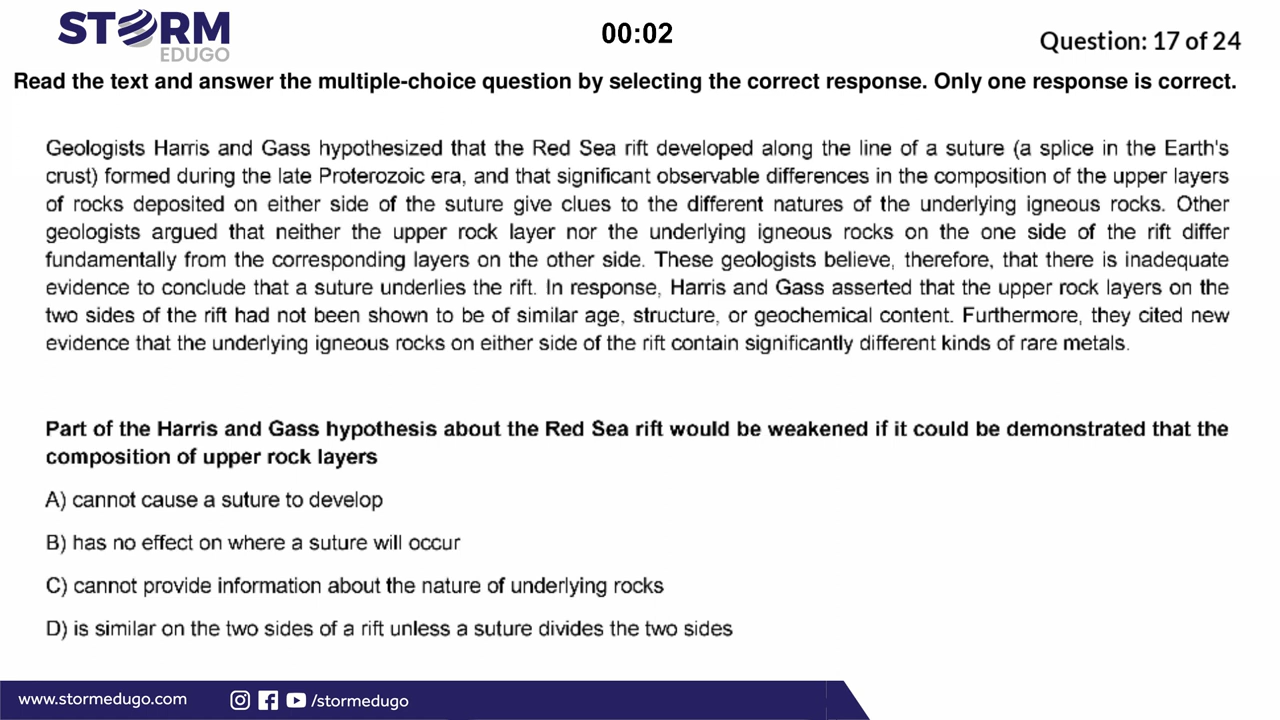 STORM
EDUGO
00:02
Question: 17 of 24
Read the text and answer the multiple-choice question by selecting the correct response. Only one response is correct.
Geologists Harris and Gass hypothesized that the Red Sea rift developed along the line of a suture (a splice in the Earth's
crust) formed during the late Proterozoic era, and that significant observable differences in the composition of the upper layers
of rocks deposited on either side of the suture give clues to the different natures of the underlying igneous rocks. Other
geologists argued that neither the upper rock layer nor the underlying igneous rocks on the one side of the rift differ
fundamentally from the corresponding layers on the other side. These geologists believe, therefore, that there is inadequate
evidence to conclude that a suture underlies the rift. In response, Harris and Gass asserted that the upper rock layers on the
two sides of the rift had not been shown to be of similar age, structure, or geochemical content. Furthermore, they cited new
evidence that the underlying igneous rocks on either side of the rift contain significantly different kinds of rare metals.
Part of the Harris and Gass hypothesis about the Red Sea rift would be weakened if it could be demonstrated that the
composition of upper rock layers
A) cannot cause a suture to develop
B) has no effect on where a suture will occur
C) cannot provide information about the nature of underlying rocks
D) is similar on the two sides of a rift unless a suture divides the two sides
www.stormedugo.com
/stormedugo